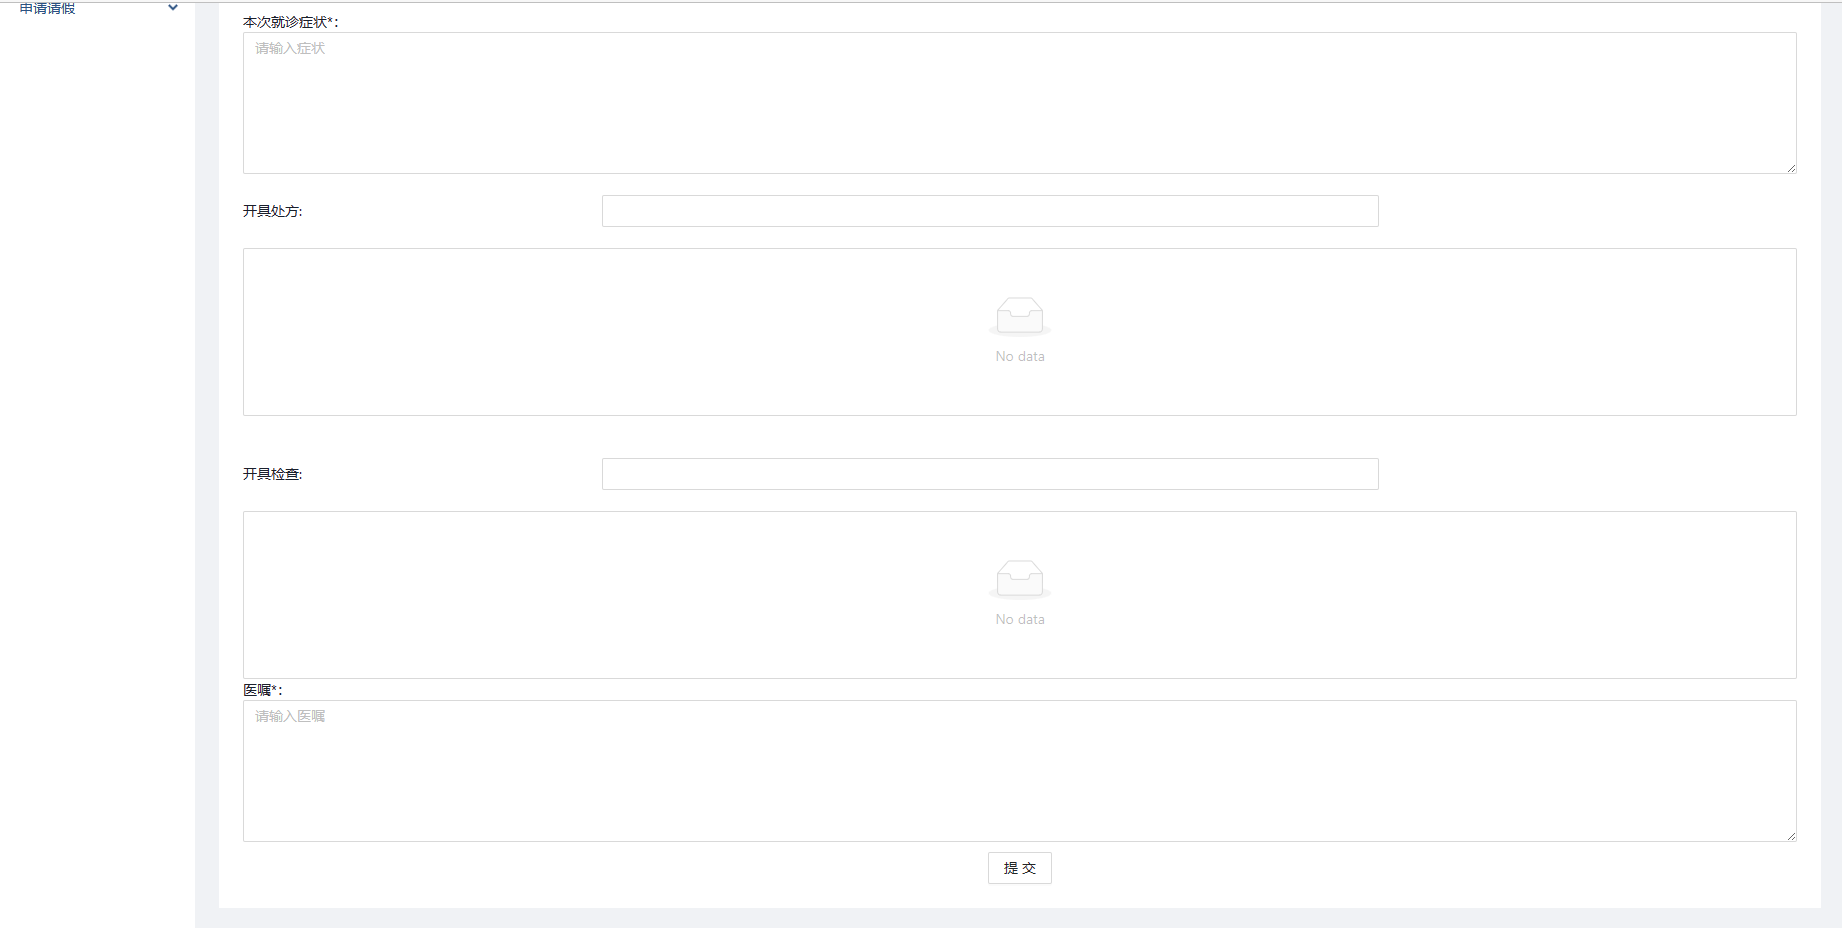 申请请假
本次就诊症状*：
请输入症状
开具处方:
No data
开具检查:
No data
医嘱*：
请输入医嘱
提 交